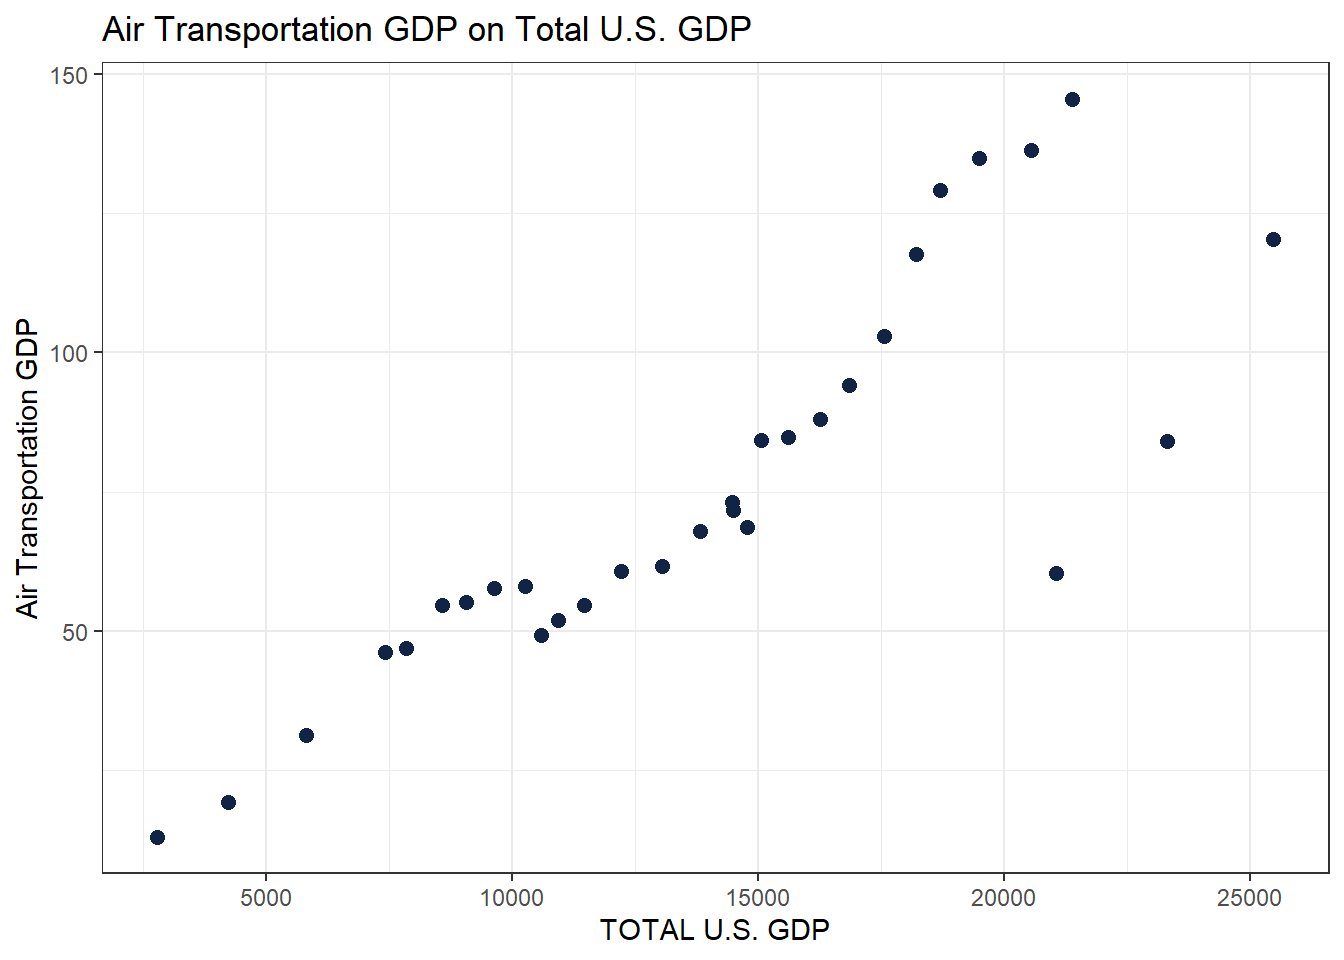 Air Transportation GDP on Total U.S. GDP
150
100
50
Air Transportation GDP
5000 10000 15000 20000 25000
TOTAL U.S. GDP